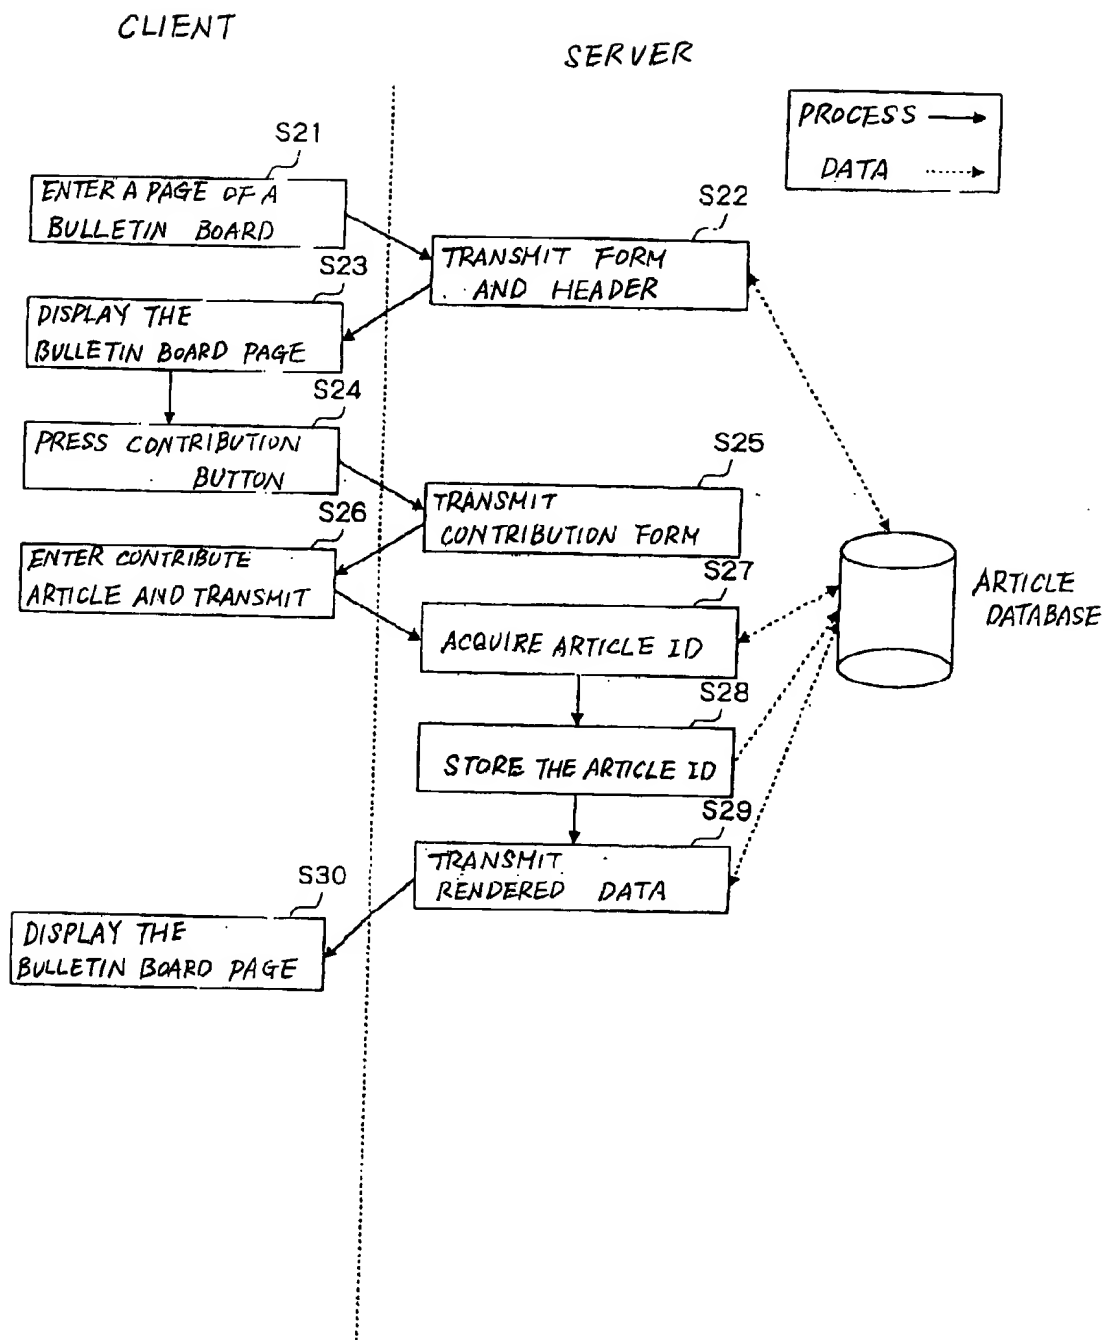 CLIENT
SERVER
PROCESS
DATA
S21
ENTER A PAGE OF A
BULLETIN BOARD
S22
TRANSMIT FORM
AND HEADER
S23
DISPLAY THE
BULLETIN BOARD PAGE
S24
PRESS CONTRIBUTION
BUTTON
S25
TRANSMIT
CONTRIBUTION FORM
S26
ENTER CONTRIBUTE
ARTICLE AND TRANSMIT
S27
ACQUIRE ARTICLE ID
ARTICLE
DATABASE
S28
STORE THE ARTICLE ID
S29
TRANSMIT
RENDERED DATA
S30
DISPLAY THE
BULLETIN BOARD PAGE